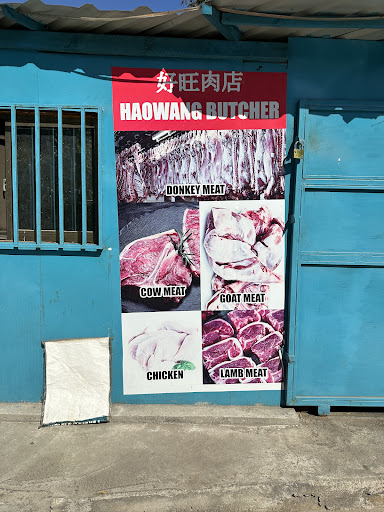 好旺肉店
HAOWANG BUTCHER
DONKEY MEAT
COW MEAT
GOAT MEAT
CHICKEN
LAMB MEAT